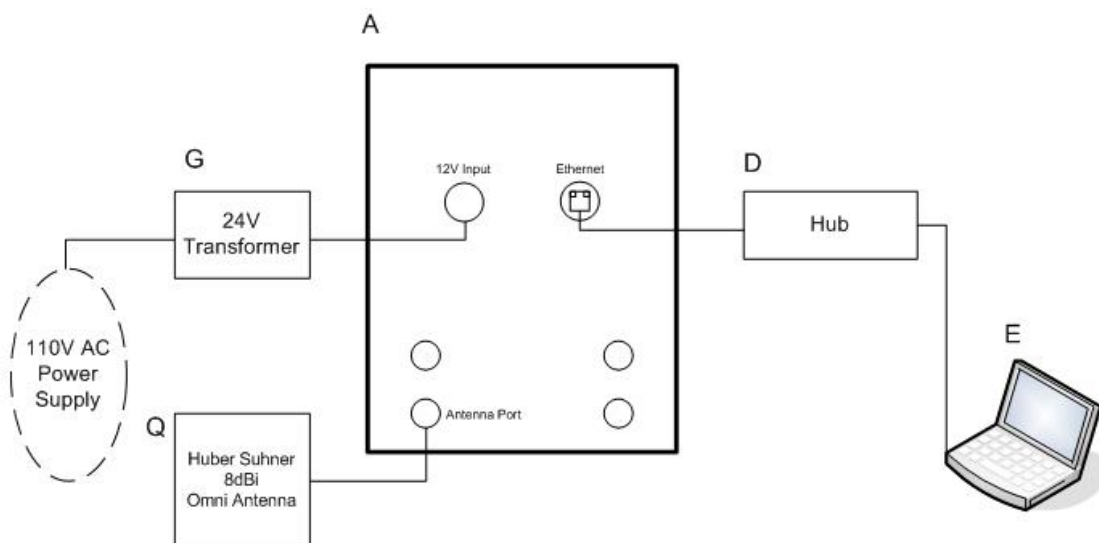 A
G
12V Input
Ethernet
D
24V
Transformer
Hub
110V AC
Power
Supply
E
Q
Antenna Port
Huber Suhner
8dBi
Omni Antenna